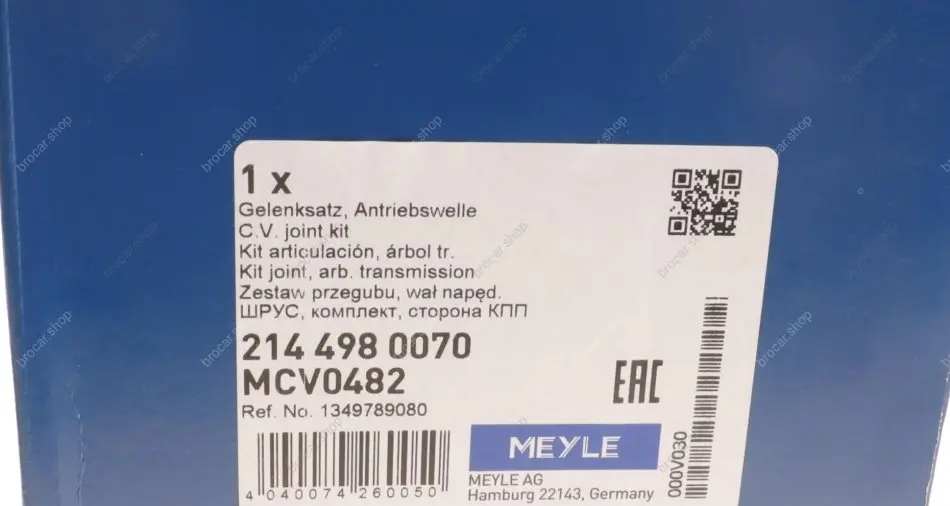 1 x
Gelenksatz, Antriebswelle
C.V. joint kit
Kit articulación, árbol tr.
Kit joint, arb. transmission
Zestaw przegubu, wał napęd.
ШРУС, комплект, сторона КПП
214 498 0070
MCV0482
Ref. No. 1349789080
EAC
MEYLE
MEYLE AG
Hamburg 22143, Germany
4 040074 260050
000V030
brocar.shop